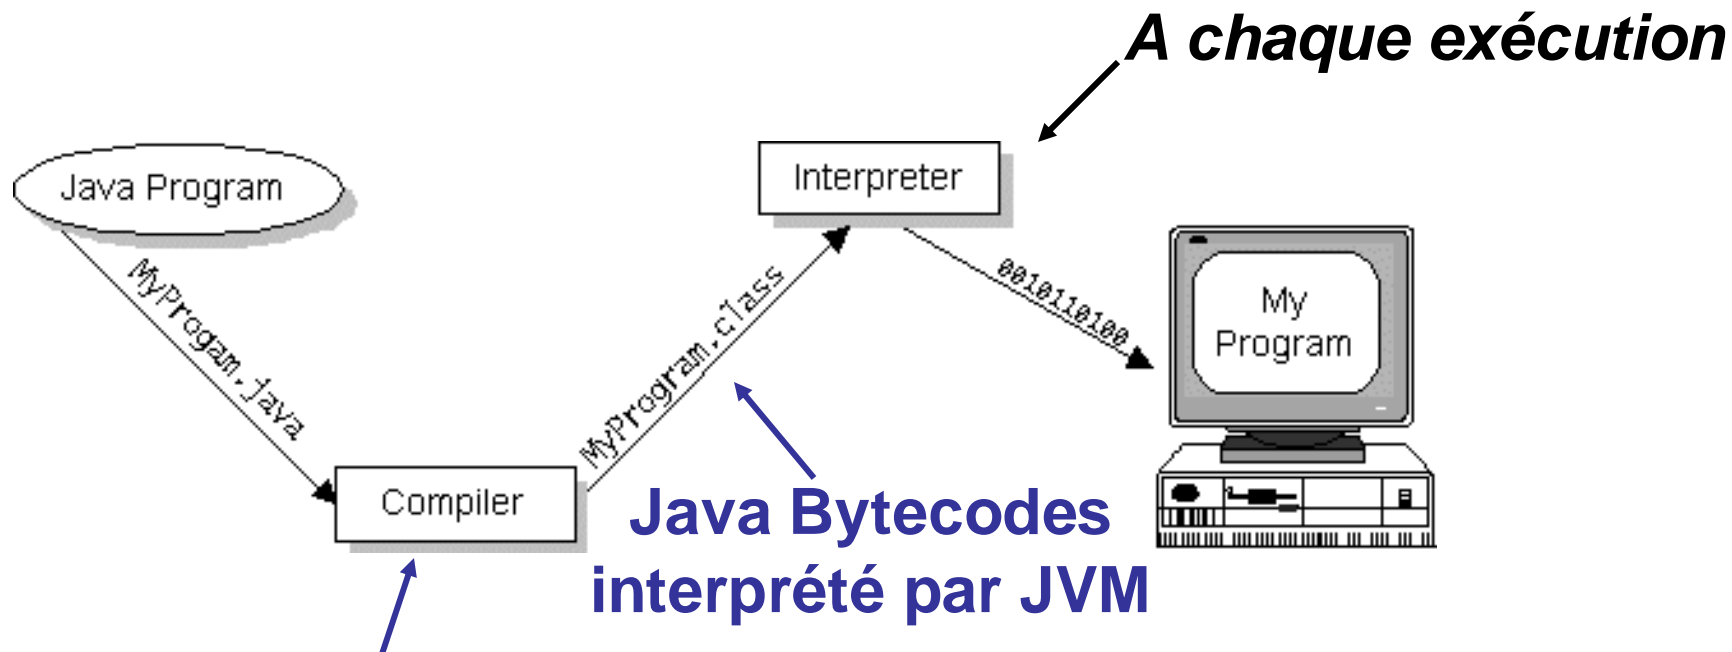 A chaque exécution
Java Program
Interpreter
MyProgam.java
MyProgram.class
0010110100
My
Program
Compiler
Java Bytecodes
interprété par JVM